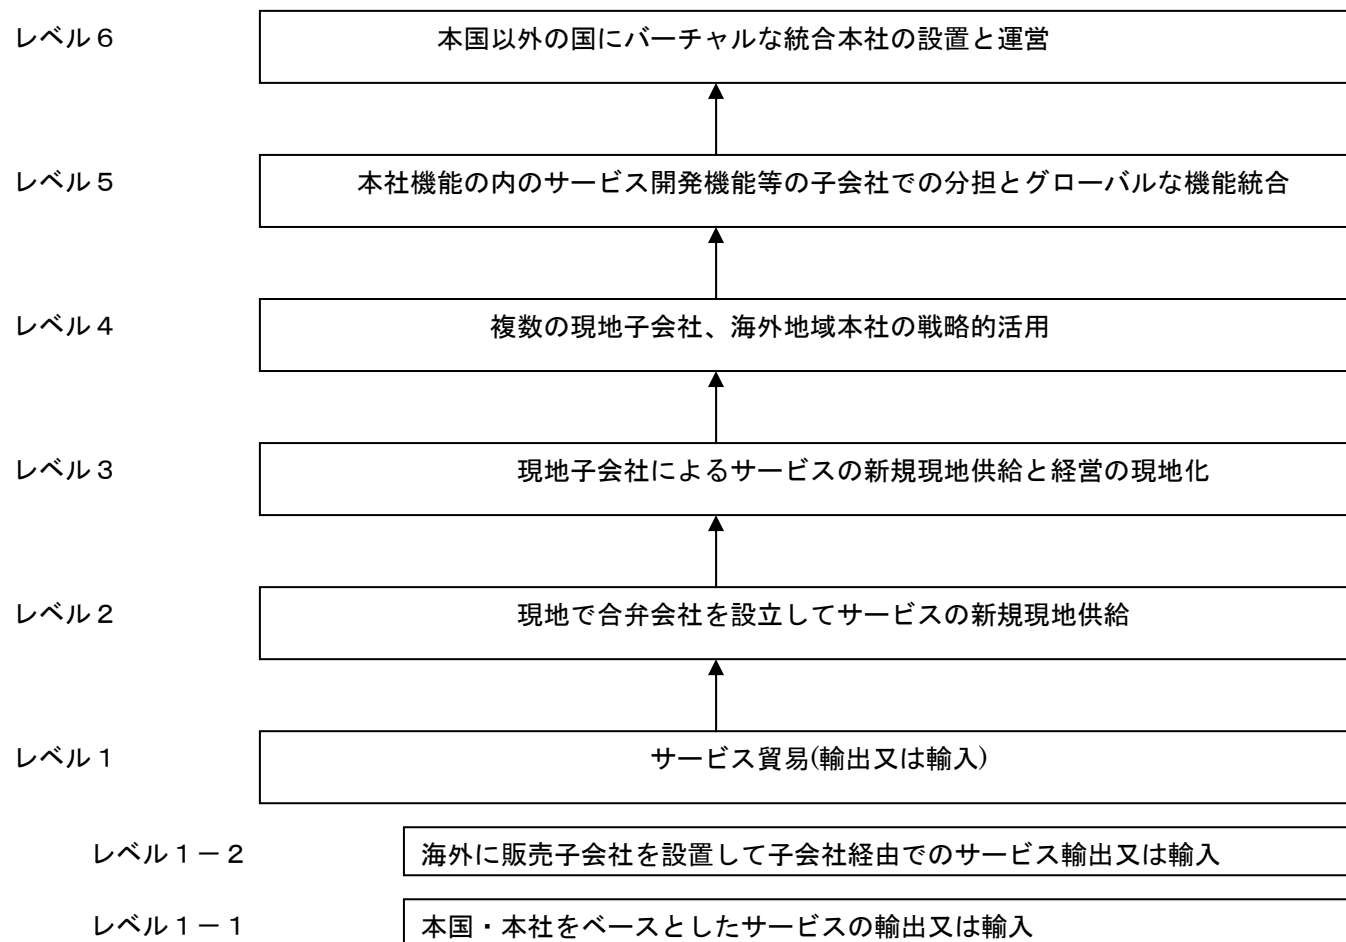 レベル６ 本国以外の国にバーチャルな統合本社の設置と運営
レベル５ 本社機能の内のサービス開発機能等の子会社での分担とグローバルな機能統合
レベル４ 複数の現地子会社、海外地域本社の戦略的活用
レベル３ 現地子会社によるサービスの新規現地供給と経営の現地化
レベル２ 現地で合弁会社を設立してサービスの新規現地供給
レベル１ サービス貿易(輸出又は輸入)
レベル１－２ 海外に販売子会社を設置して子会社経由でのサービス輸出又は輸入
レベル１－１ 本国・本社をベースとしたサービスの輸出又は輸入